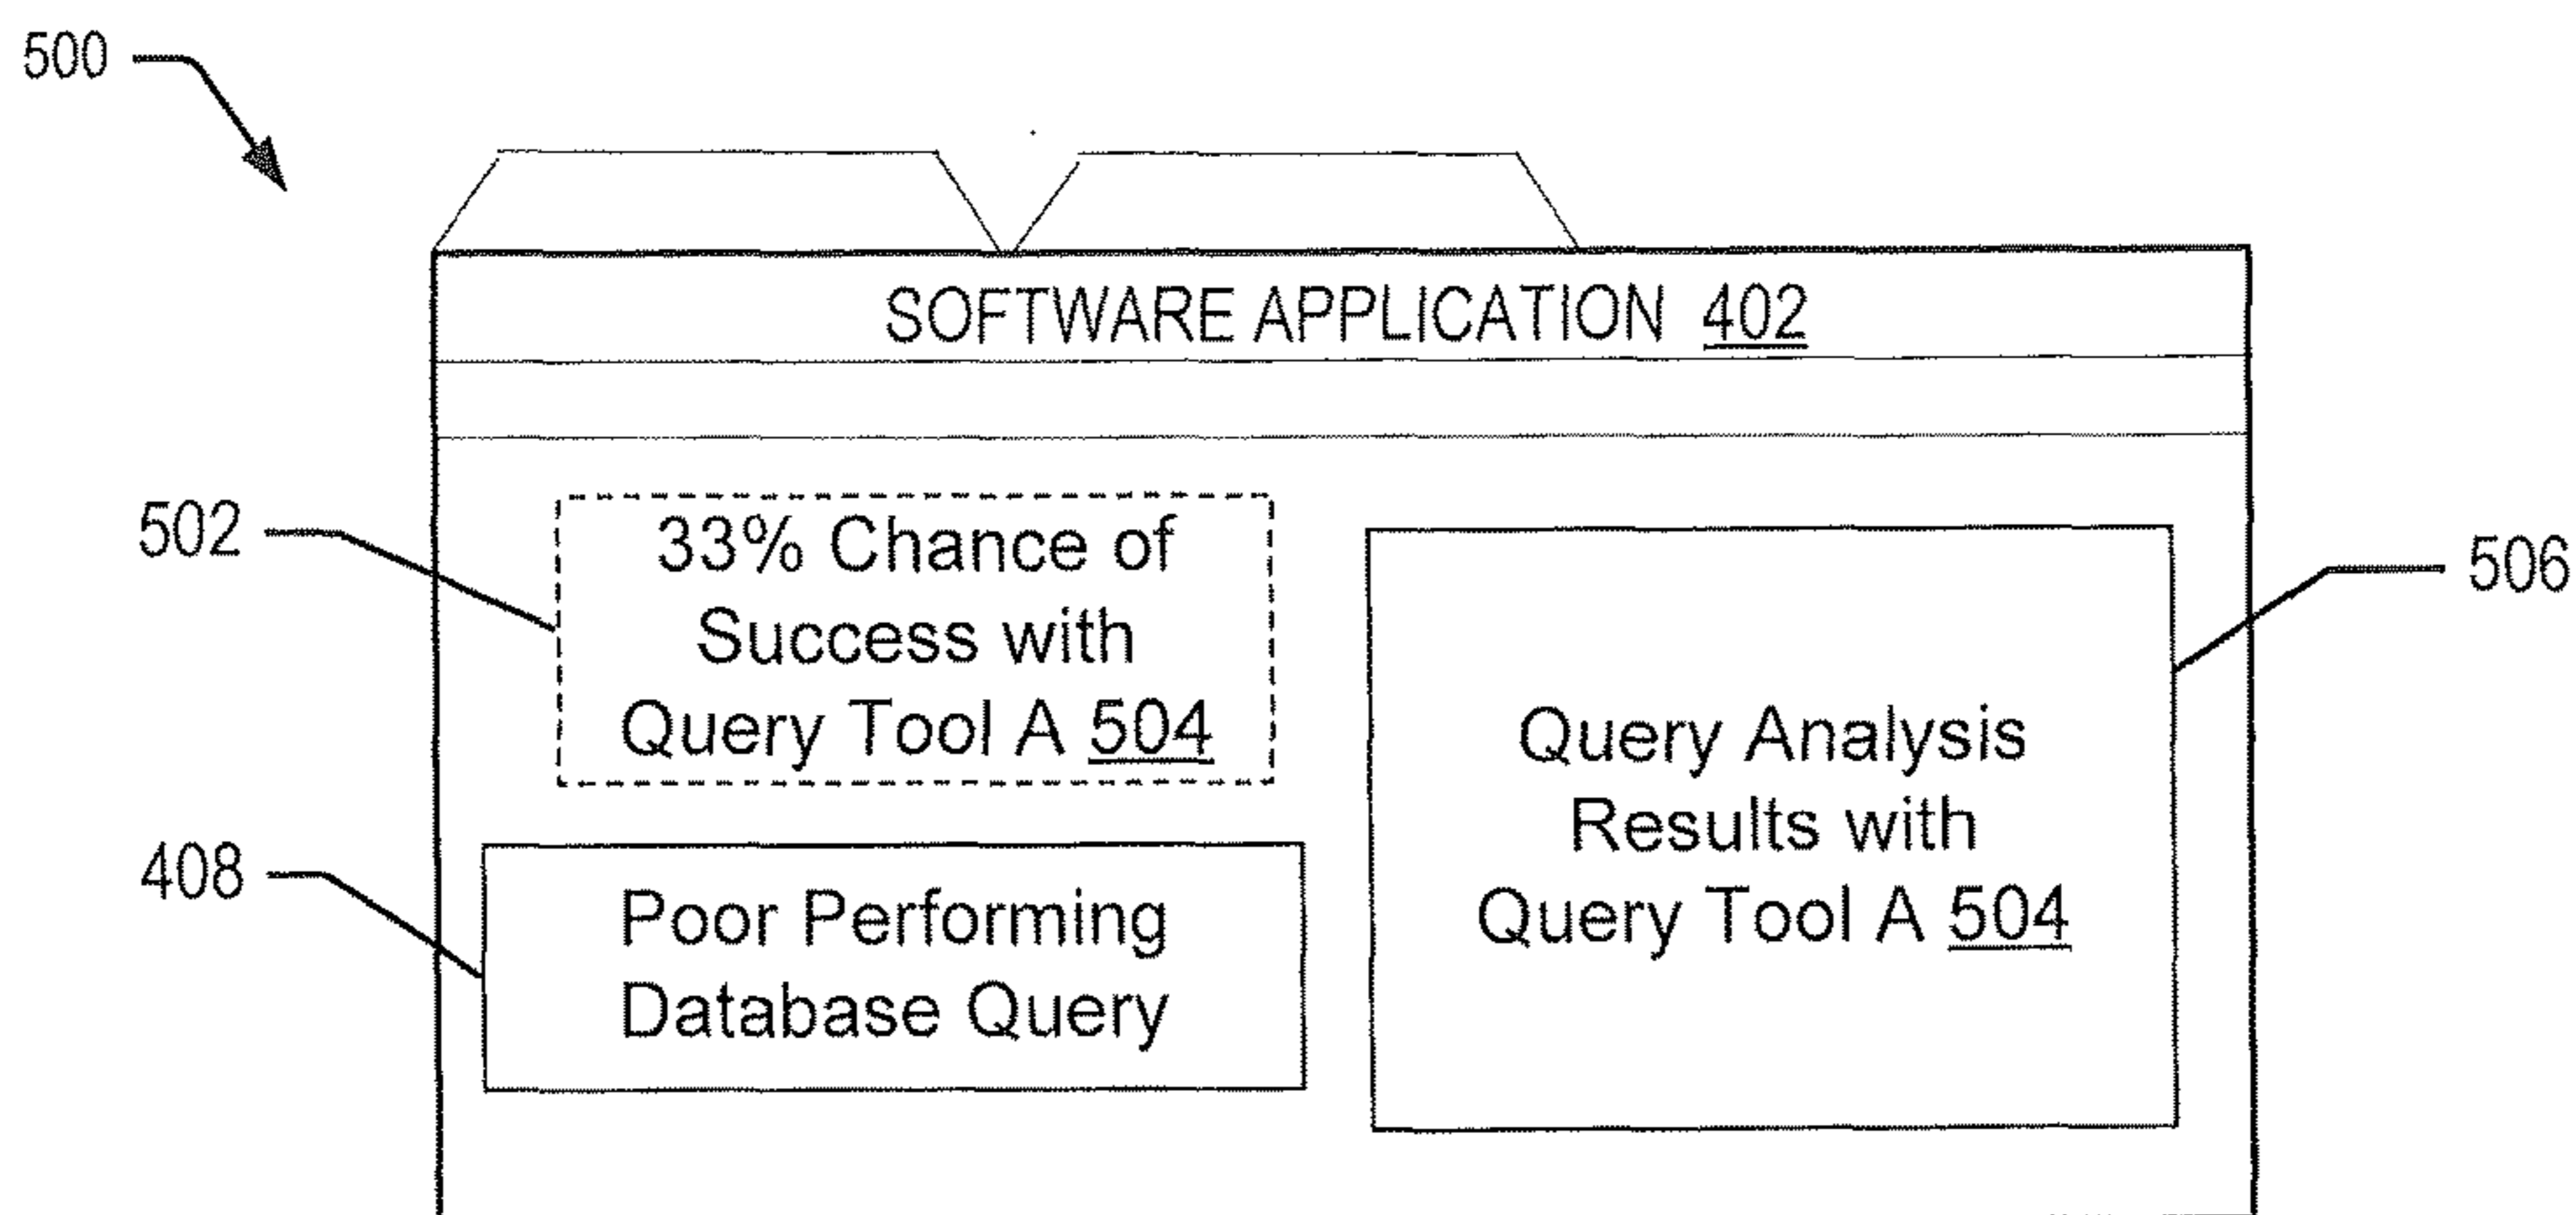 500
SOFTWARE APPLICATION 402
502
33% Chance of
Success with
Query Tool A 504
506
Query Analysis
Results with
Query Tool A 504
408
Poor Performing
Database Query